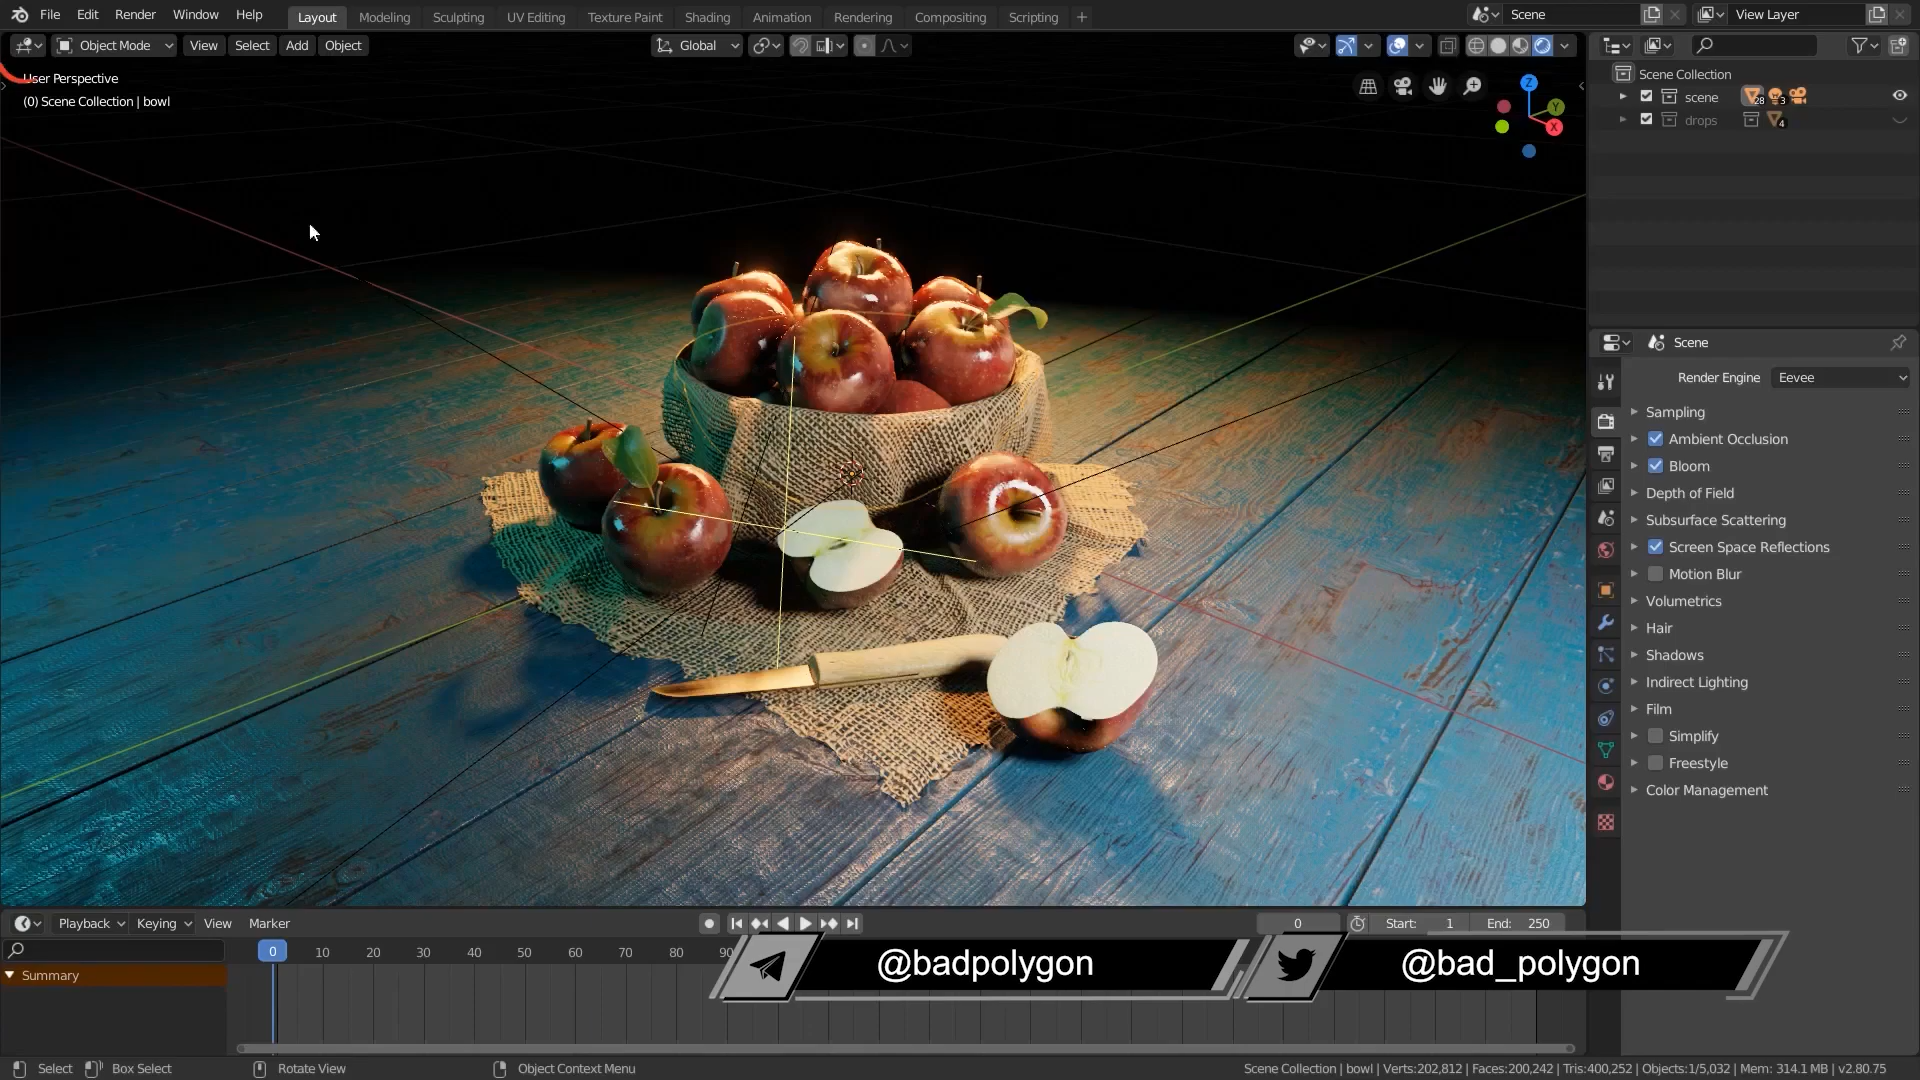 File Edit Render Window Help Layout Modeling Sculpting UV Editing Texture Paint Shading Animation Rendering Compositing Scripting + Scene View Layer
Object Mode View Select Add Object Global
User Perspective
(0) Scene Collection | bowl
Z
Y
X
Scene Collection
scene 28 3
drops 4
Scene
Render Engine Eevee
Sampling
Ambient Occlusion
Bloom
Depth of Field
Subsurface Scattering
Screen Space Reflections
Motion Blur
Volumetrics
Hair
Shadows
Indirect Lighting
Film
Simplify
Freestyle
Color Management
Playback Keying View Marker 0 Start: 1 End: 250
0 10 20 30 40 50 60 70 80
Summary
@badpolygon @bad_polygon
Select Box Select Rotate View Object Context Menu Scene Collection | bowl | Verts:202,812 | Faces:200,242 | Tris:400,252 | Objects:1/5,032 | Mem: 314.1 MB | v2.80.75